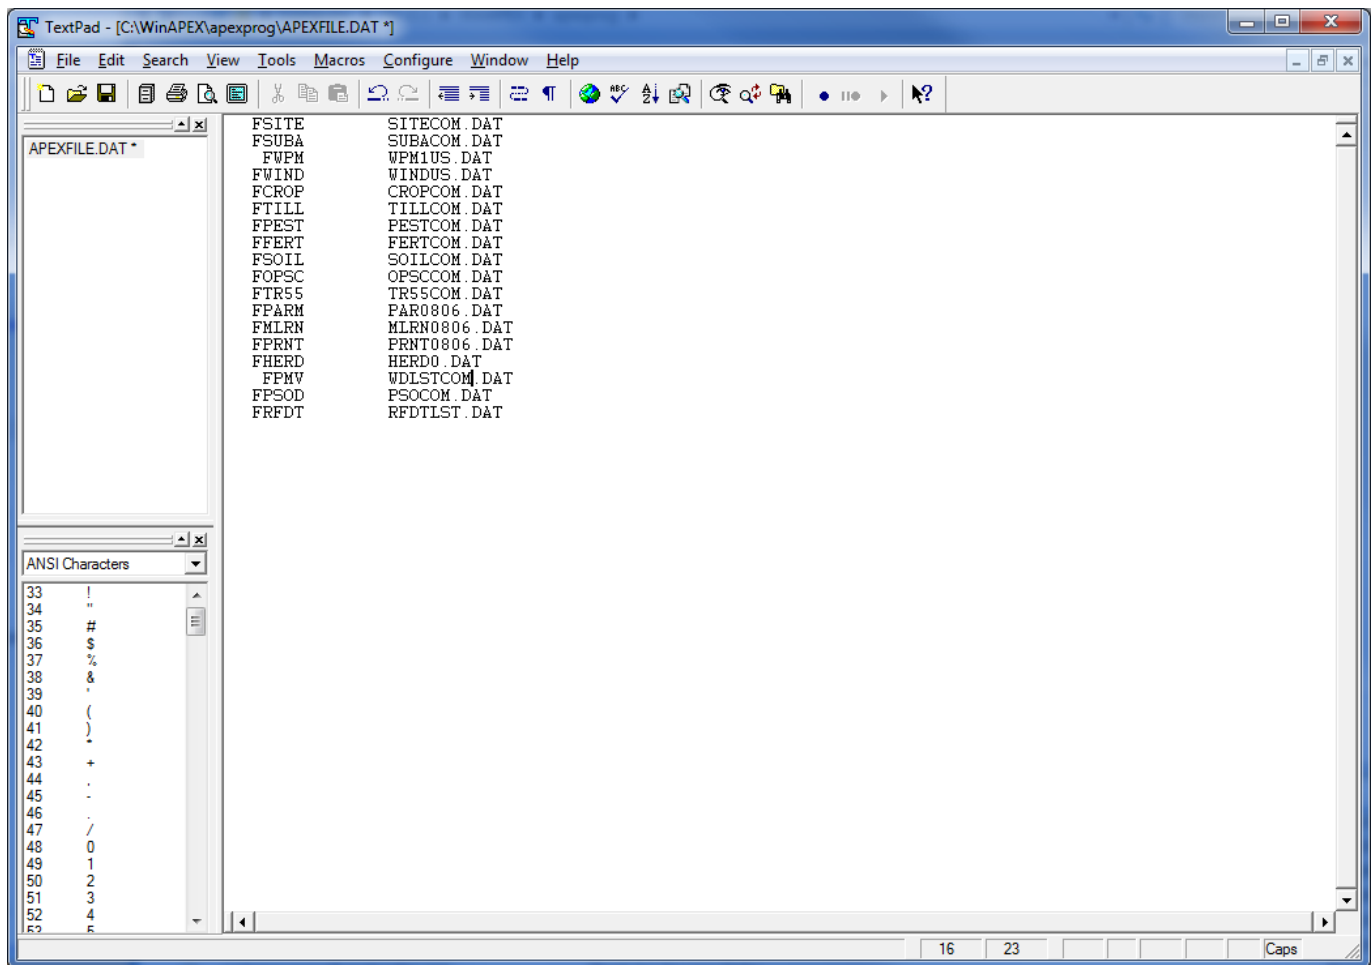 TextPad - [C:\WinAPEX\apexprog\APEXFILE.DAT *]
File Edit Search View Tools Macros Configure Window Help
APEXFILE.DAT *
FSITE SITECOM.DAT
FSUBA SUBACOM.DAT
FWPM WPM1US.DAT
FWIND WINDUS.DAT
FCROP CROPCOM.DAT
FTILL TILLCOM.DAT
FPEST PESTCOM.DAT
FFERT FERTCOM.DAT
FSOIL SOILCOM.DAT
FOPSC OPSCCOM.DAT
FTR55 TR55COM.DAT
FPARM PAR0806.DAT
FMLRN MLRN0806.DAT
FPRNT PRNT0806.DAT
FHERD HERD0.DAT
FPMV WDLSTCOM.DAT
FPSOD PSOCOM.DAT
FRFDT RFDTLST.DAT
ANSI Characters
33 !
34 "
35 #
36 $
37 %
38 &
39 '
40 (
41 )
42 *
43 +
44 ,
45 -
46 .
47 /
48 0
49 1
50 2
51 3
52 4
53 5
16 23 Caps